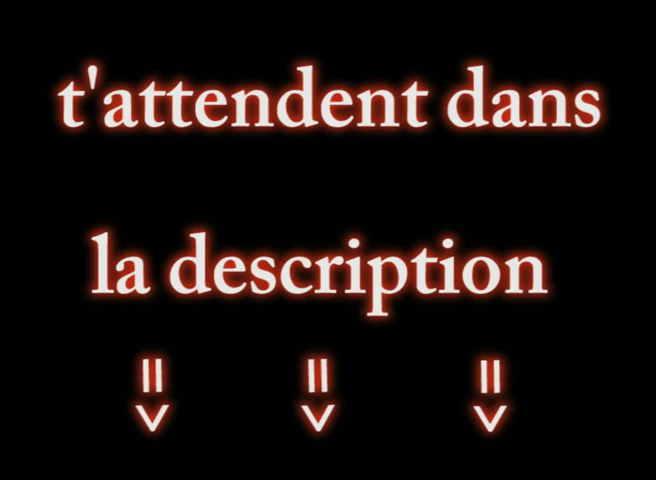 t'attendent dans
la description
=> => =>